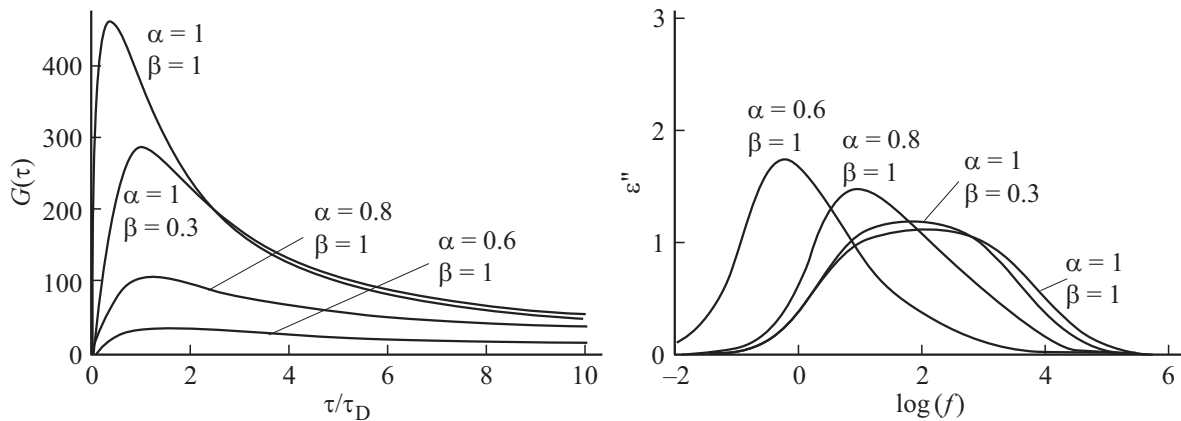 400
300
200
100
0
G(τ)
α = 1
β = 1
α = 1
β = 0.3
α = 0.8
β = 1
α = 0.6
β = 1
0 2 4 6 8 10
τ/τD
3
2
1
0
ε"
α = 0.6
β = 1
α = 0.8
β = 1
α = 1
β = 0.3
α = 1
β = 1
–2 0 2 4 6
log (f)